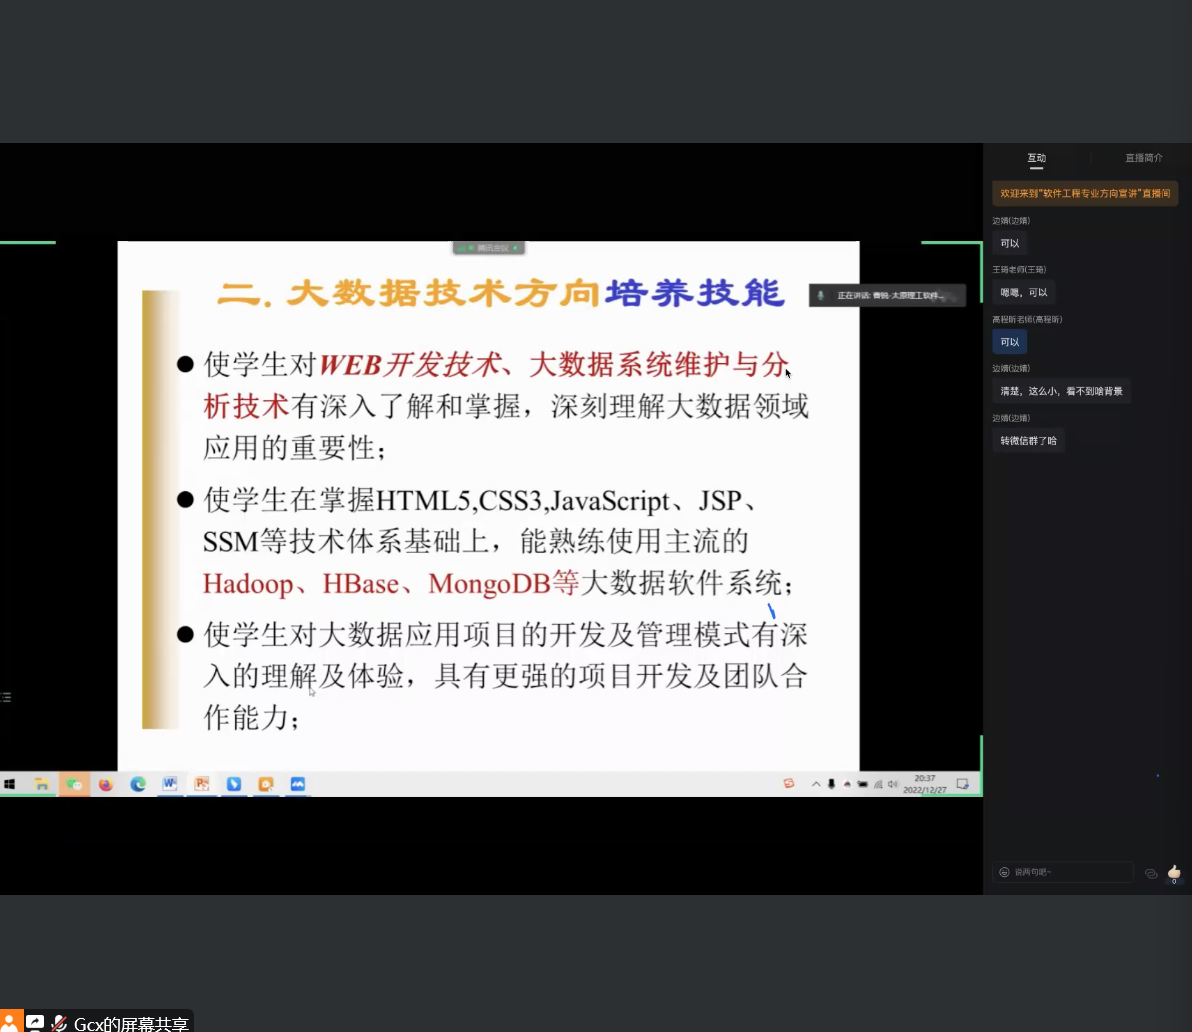 互动
直播简介
欢迎来到“软件工程专业方向宣讲”直播间
边婧(边婧)
可以
王琦老师(王琦)
嗯嗯，可以
高程昕老师(高程昕)
可以
边婧(边婧)
清楚，这么小，看不到啥背景
边婧(边婧)
转微信群了哈
说两句吧~
0
腾讯会议
二. 大数据技术方向培养技能
正在讲话: 曹锐-太原理工软件...
●使学生对WEB开发技术、大数据系统维护与分
析技术有深入了解和掌握，深刻理解大数据领域
应用的重要性；
●使学生在掌握HTML5,CSS3,JavaScript、JSP、
SSM等技术体系基础上，能熟练使用主流的
Hadoop、HBase、MongoDB等大数据软件系统；
●使学生对大数据应用项目的开发及管理模式有深
入的理解及体验，具有更强的项目开发及团队合
作能力；
20:37
2022/12/27
Gcx的屏幕共享